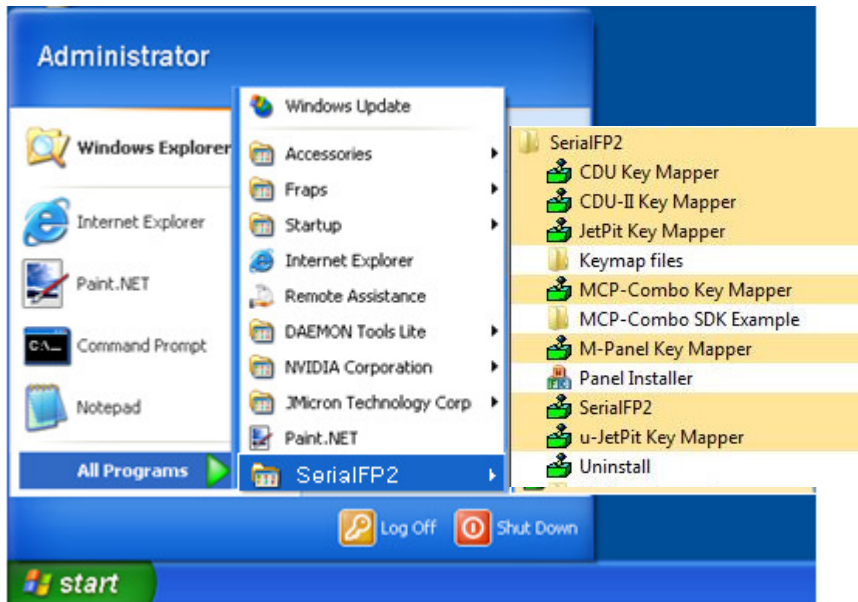 Administrator
Windows Explorer
Internet Explorer
Paint.NET
C:\_
Command Prompt
Notepad
All Programs
Windows Update
Accessories
Fraps
Startup
Internet Explorer
Remote Assistance
DAEMON Tools Lite
NVIDIA Corporation
JMicron Technology Corp
Paint.NET
SerialFP2
SerialFP2
CDU Key Mapper
CDU-II Key Mapper
JetPit Key Mapper
Keymap files
MCP-Combo Key Mapper
MCP-Combo SDK Example
M-Panel Key Mapper
Panel Installer
SerialFP2
u-JetPit Key Mapper
Uninstall
Log Off
Shut Down
start